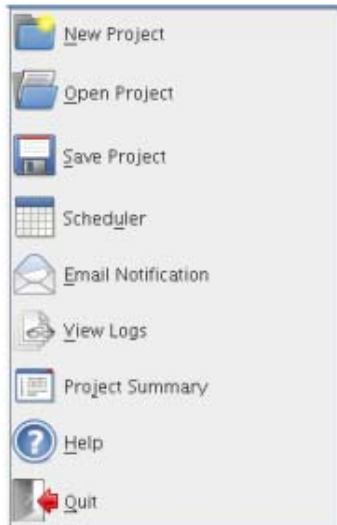 New Project
Open Project
Save Project
Scheduler
Email Notification
View Logs
Project Summary
Help
Quit